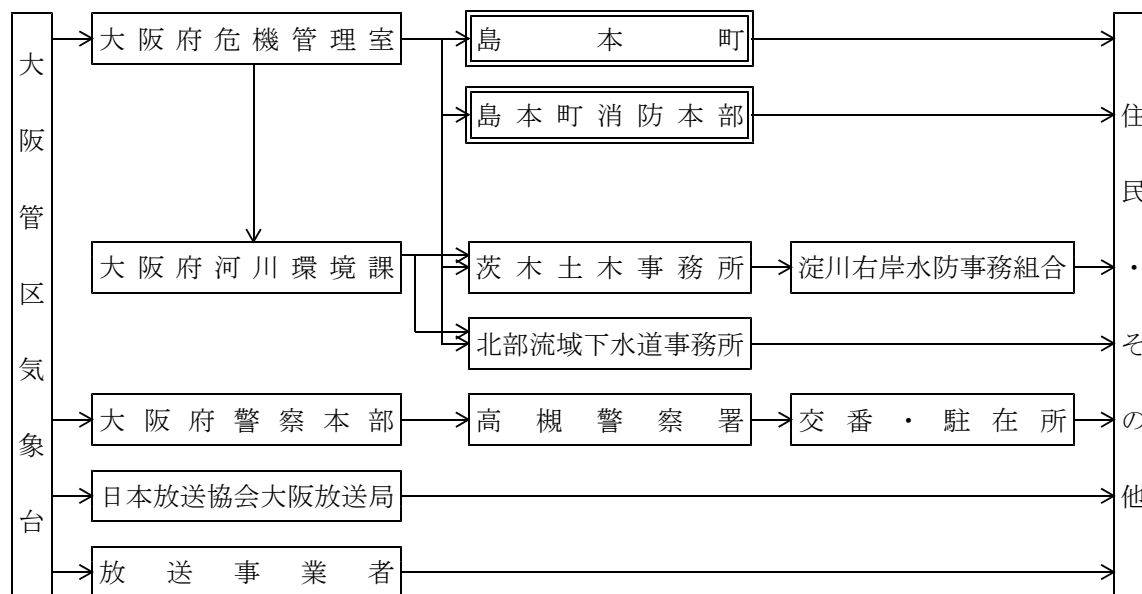 大阪管区気象台
大阪府危機管理室
島本町
島本町消防本部
大阪府河川環境課
茨木土木事務所
淀川右岸水防事務組合
北部流域下水道事務所
大阪府警察本部
高槻警察署
交番・駐在所
日本放送協会大阪放送局
放送事業者
住民・その他